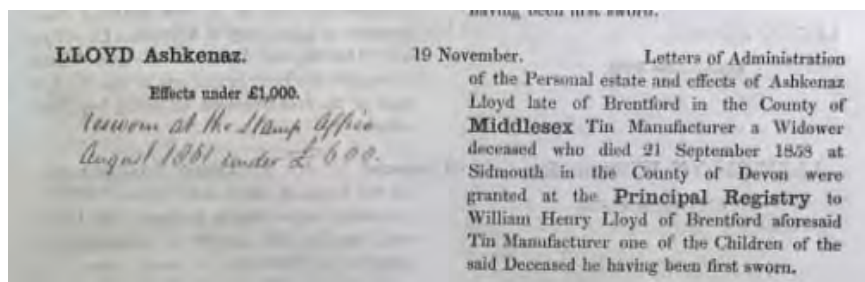 having been first sworn.
LLOYD Ashkenaz.
Effects under £1,000.
Resworn at the Stamp Office
August 1861 under £600.
19 November. Letters of Administration
of the Personal estate and effects of Ashkenaz
Lloyd late of Brentford in the County of
Middlesex Tin Manufacturer a Widower
deceased who died 21 September 1858 at
Sidmouth in the County of Devon were
granted at the Principal Registry to
William Henry Lloyd of Brentford aforesaid
Tin Manufacturer one of the Children of the
said Deceased he having been first sworn.